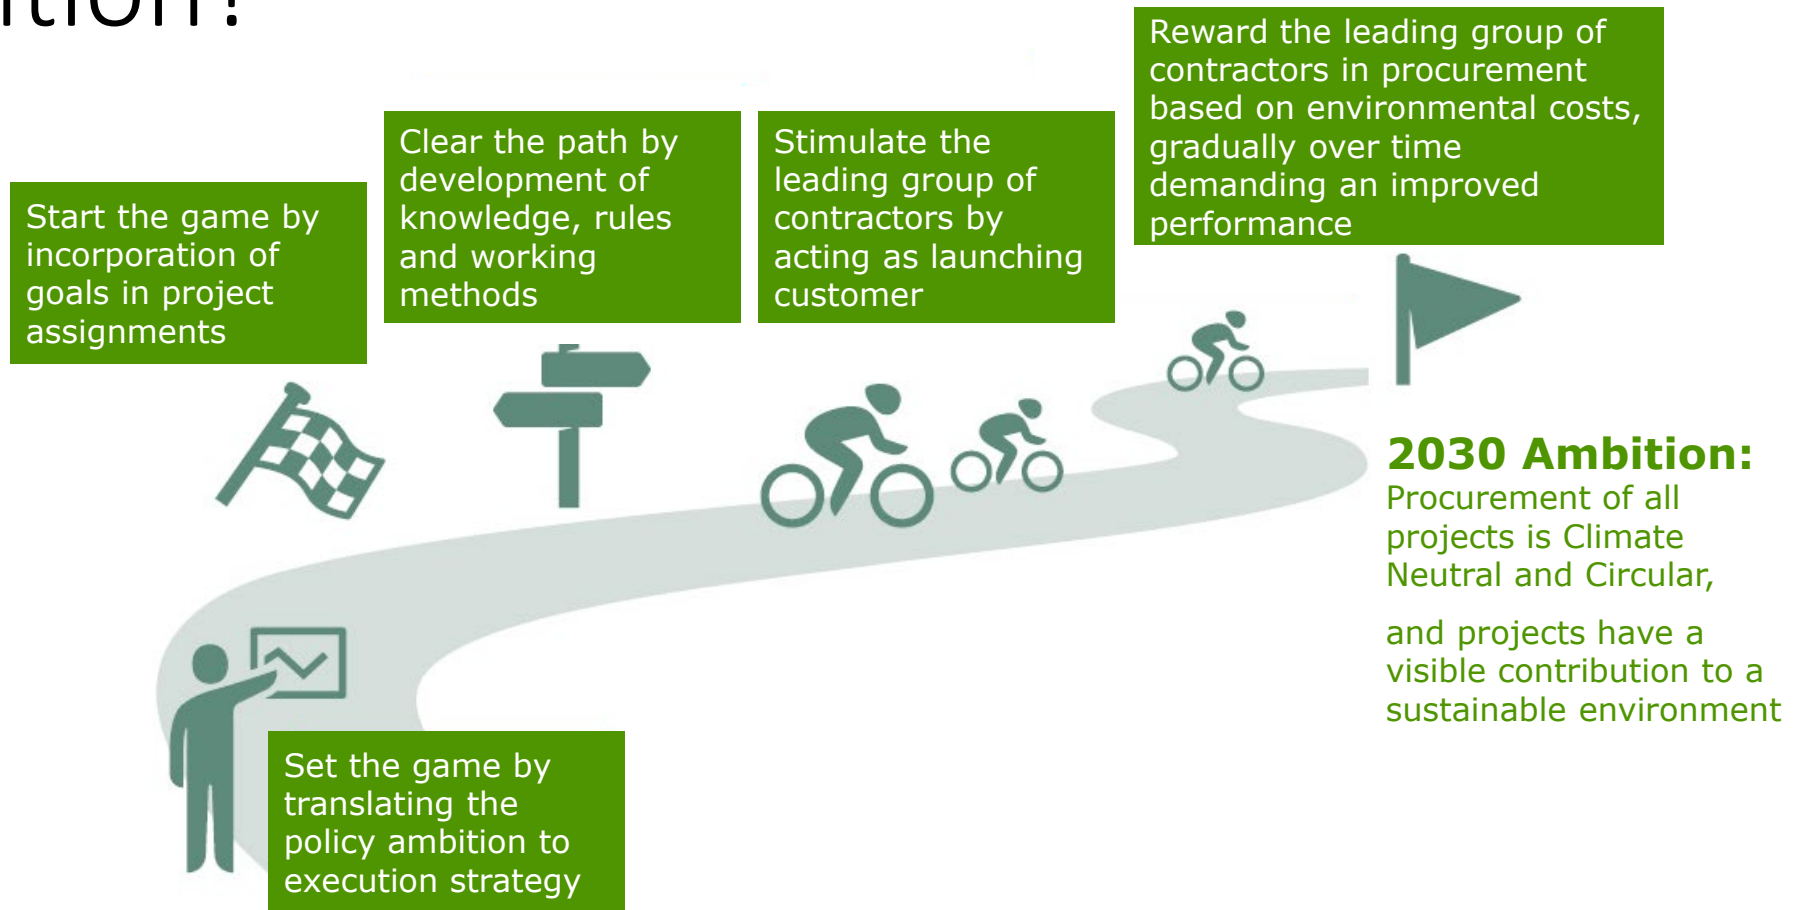 Start the game by
incorporation of
goals in project
assignments
Clear the path by
development of
knowledge, rules
and working
methods
Stimulate the
leading group of
contractors by
acting as launching
customer
Reward the leading group of
contractors in procurement
based on environmental costs,
gradually over time
demanding an improved
performance
2030 Ambition:
Procurement of all
projects is Climate
Neutral and Circular,
and projects have a
visible contribution to a
sustainable environment
Set the game by
translating the
policy ambition to
execution strategy